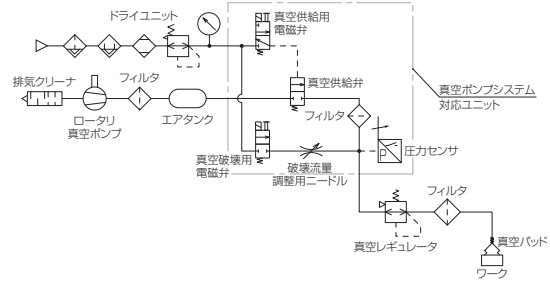 ドライユニット
真空供給用
電磁弁
排気クリーナ
フィルタ
真空供給弁
真空ポンプシステム
対応ユニット
フィルタ
ロータリ
真空ポンプ
エアタンク
P
圧力センサ
真空破壊用
電磁弁
破壊流量
調整用ニードル
フィルタ
真空レギュレータ
真空パッド
ワーク